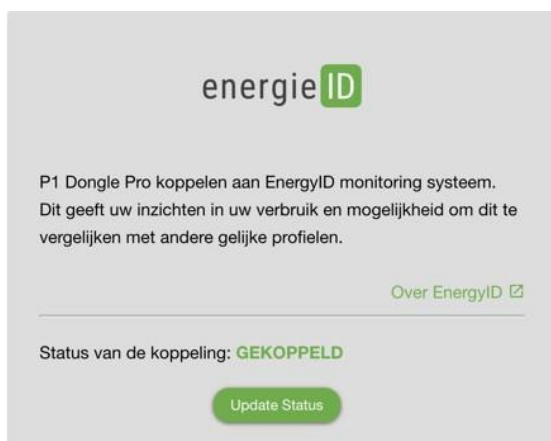 energieID
P1 Dongle Pro koppelen aan EnergyID monitoring systeem.
Dit geeft uw inzichten in uw verbruik en mogelijkheid om dit te
vergelijken met andere gelijke profielen.
Over EnergyID
Status van de koppeling: GEKOPPELD
Update Status